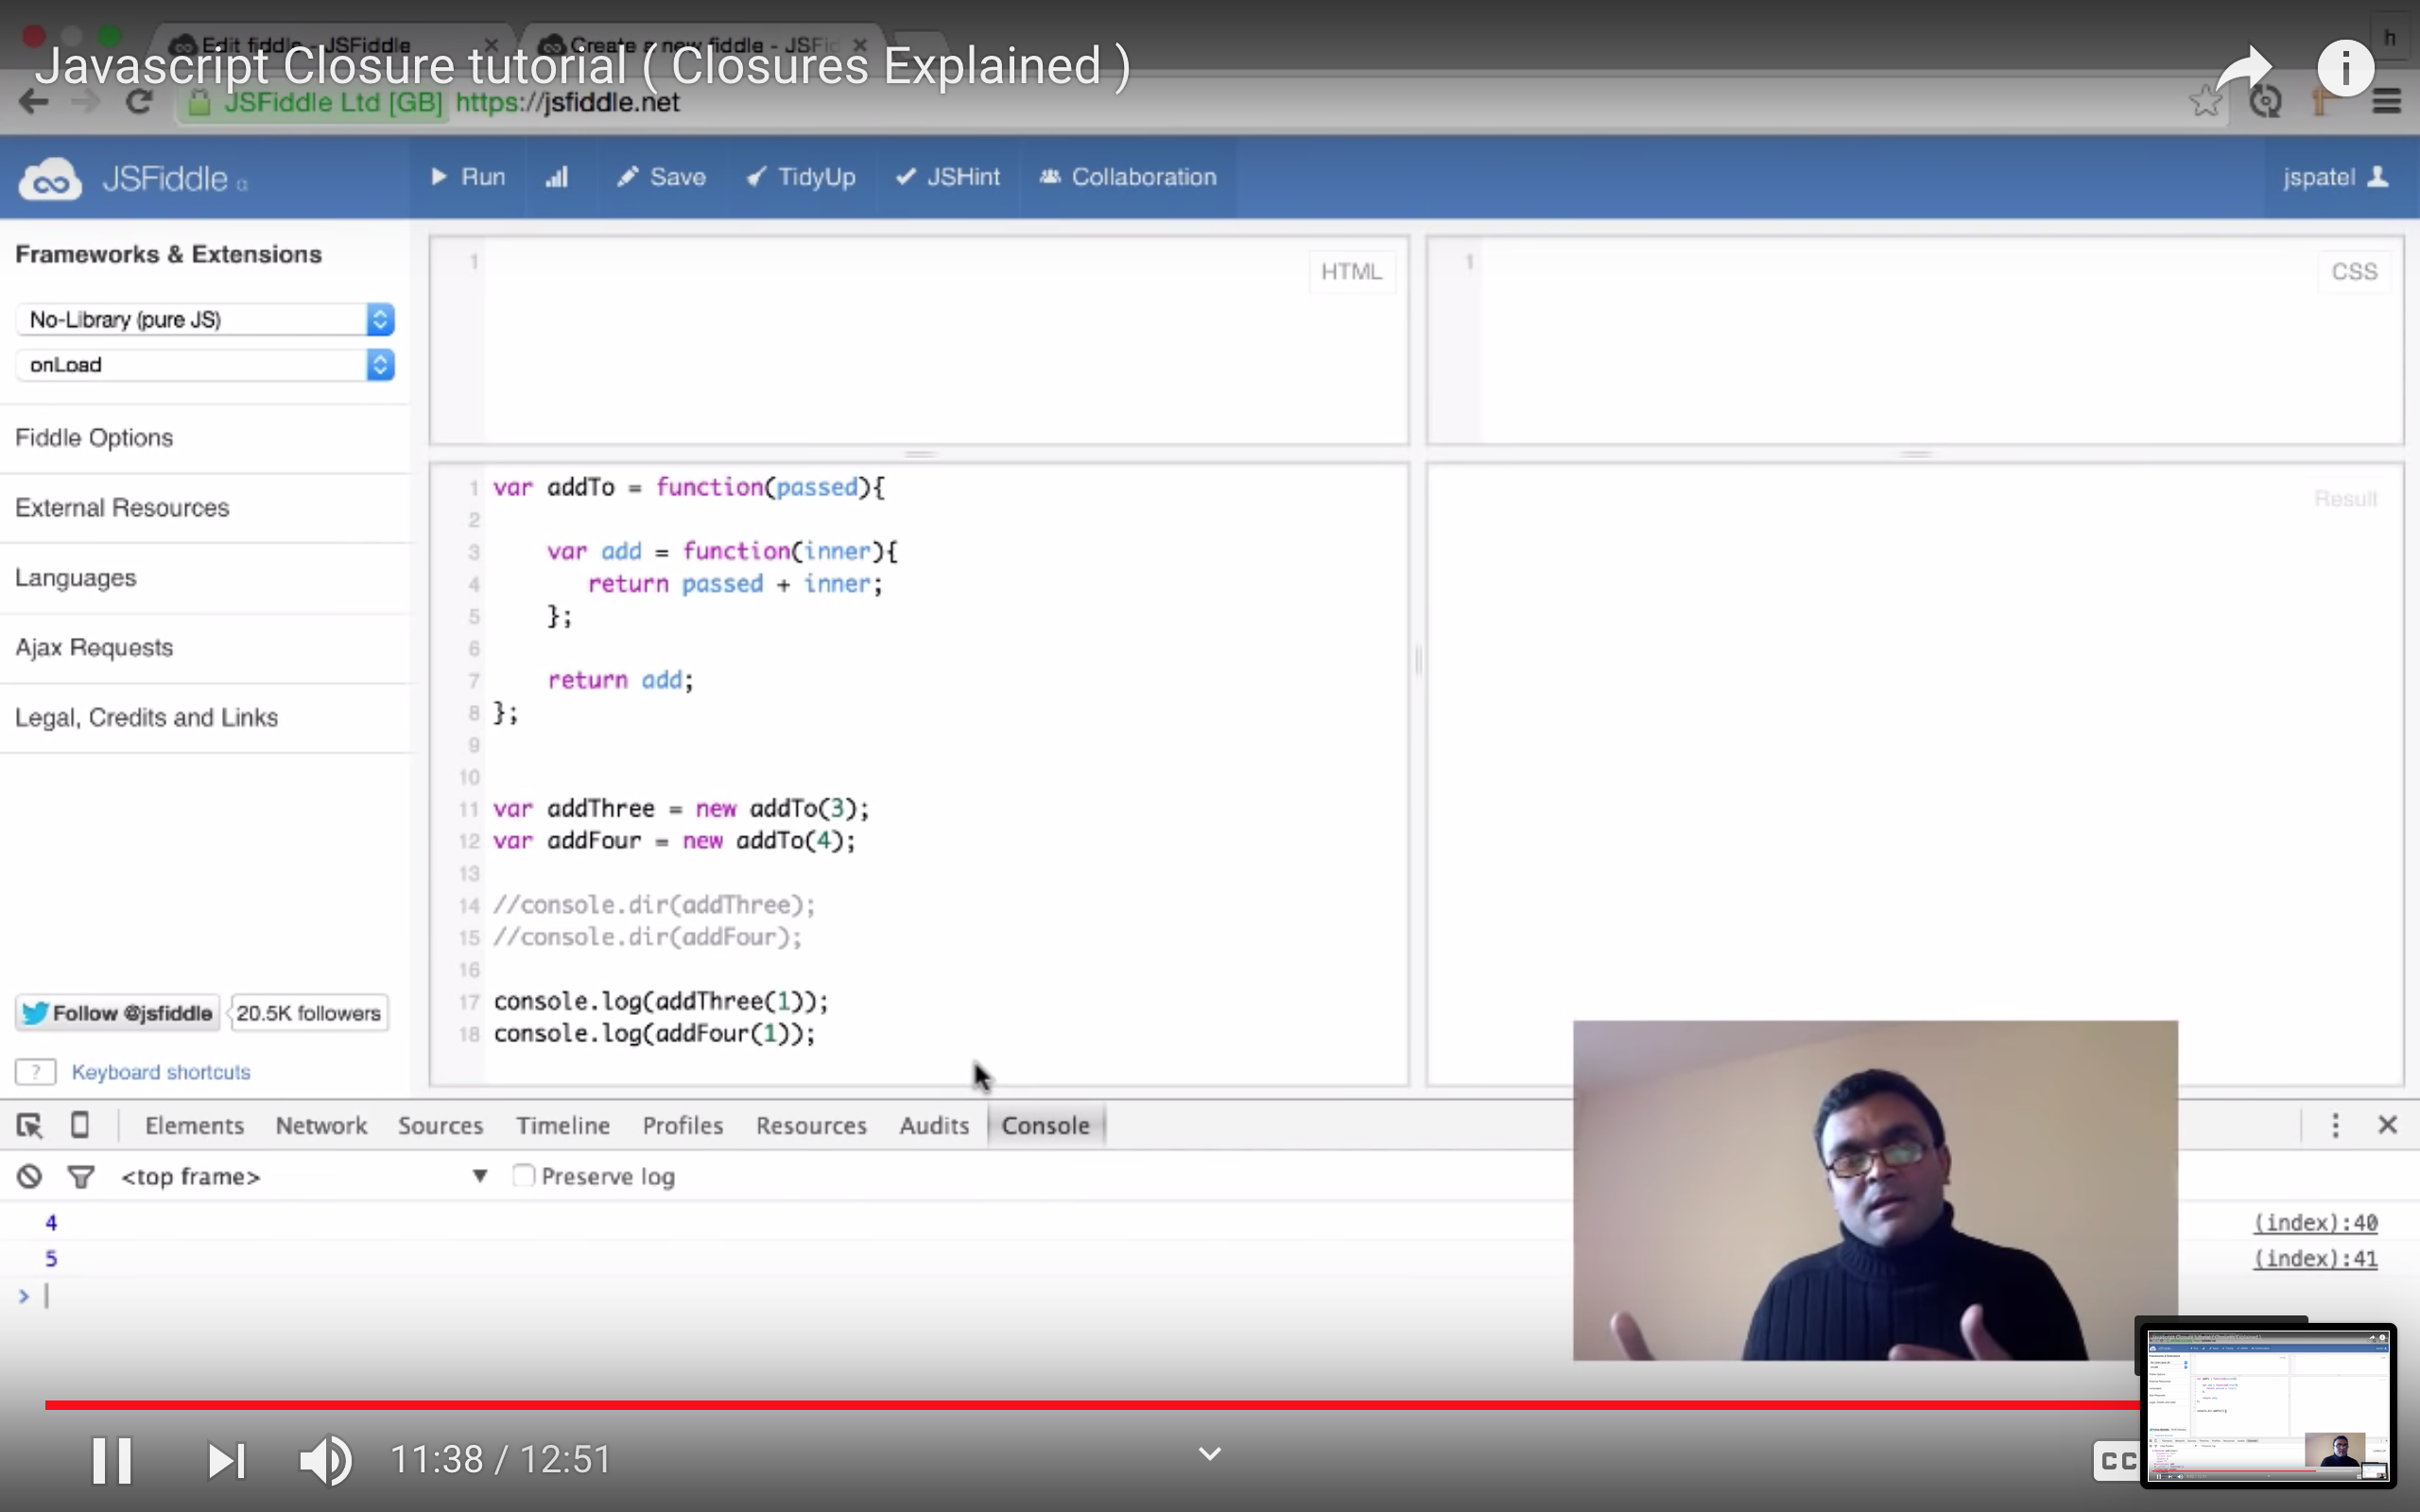 Edit fiddle - JSFiddle
Create a new fiddle - JSFic
h
Javascript Closure tutorial ( Closures Explained )
JSFiddle Ltd [GB] https://jsfiddle.net
JSFiddle α
Run
Save
TidyUp
JSHint
Collaboration
jspatel
Frameworks & Extensions
No-Library (pure JS)
onLoad
Fiddle Options
External Resources
Languages
Ajax Requests
Legal, Credits and Links
Follow @jsfiddle
20.5K followers
? Keyboard shortcuts
1
HTML
1
CSS
1 var addTo = function(passed){
2
3 var add = function(inner){
4 return passed + inner;
5 };
6
7 return add;
8 };
9
10
11 var addThree = new addTo(3);
12 var addFour = new addTo(4);
13
14 //console.dir(addThree);
15 //console.dir(addFour);
16
17 console.log(addThree(1));
18 console.log(addFour(1));
Result
Elements Network Sources Timeline Profiles Resources Audits Console
<top frame> Preserve log
4 (index):40
5 (index):41
>
11:38 / 12:51
CC